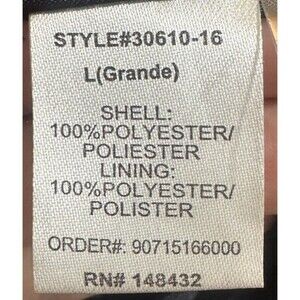 STYLE#30610-16
L(Grande)
SHELL:
100%POLYESTER/
POLIESTER
LINING:
100%POLYESTER/
POLISTER
ORDER#: 90715166000
RN# 148432